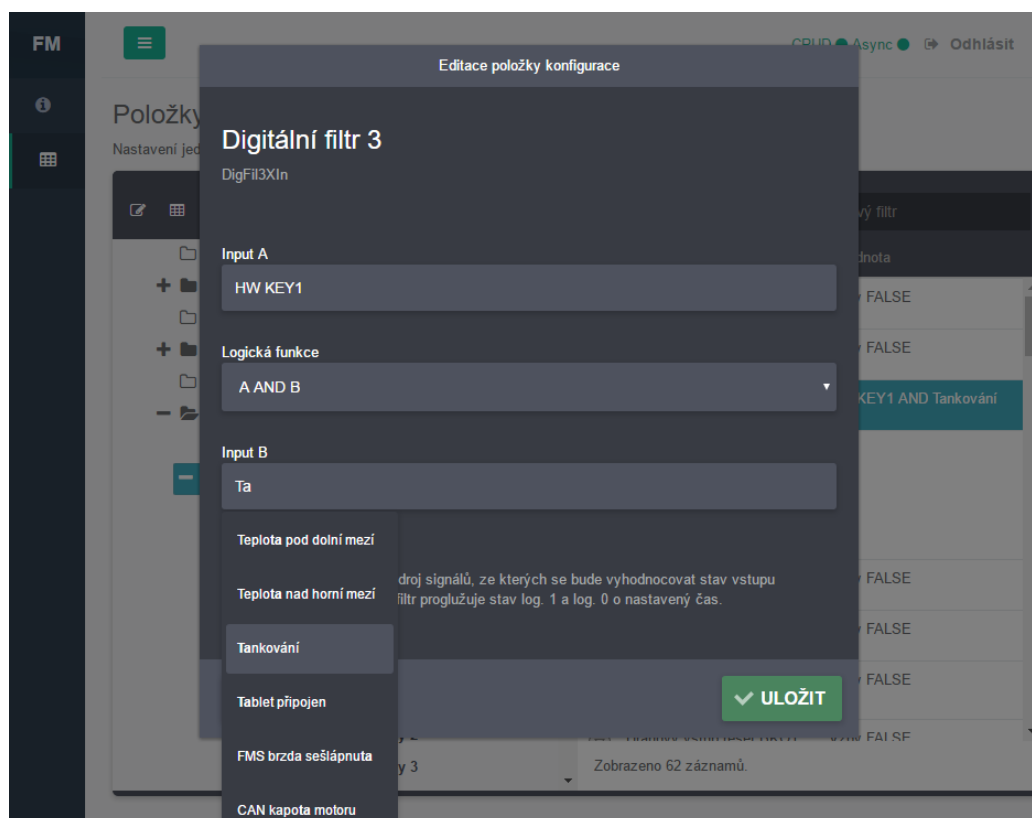 FM
CRUD Async Odhlásit
Editace položky konfigurace
Položky
Nastavení jed
Digitální filtr 3
DigFil3XIn
vý filtr
dnota
Input A
HW KEY1
FALSE
Logická funkce
FALSE
A AND B
KEY1 AND Tankování
Input B
Ta
Teplota pod dolní mezí
droj signálů, ze kterých se bude vyhodnocovat stav vstupu
FALSE
Teplota nad horní mezí
filtr proglužuje stav log. 1 a log. 0 o nastavený čas.
FALSE
Tankování
FALSE
Tablet připojen
ULOŽIT
FALSE
FMS brzda sešlápnuta
y 3
Zobrazeno 62 záznamů.
CAN kapota motoru